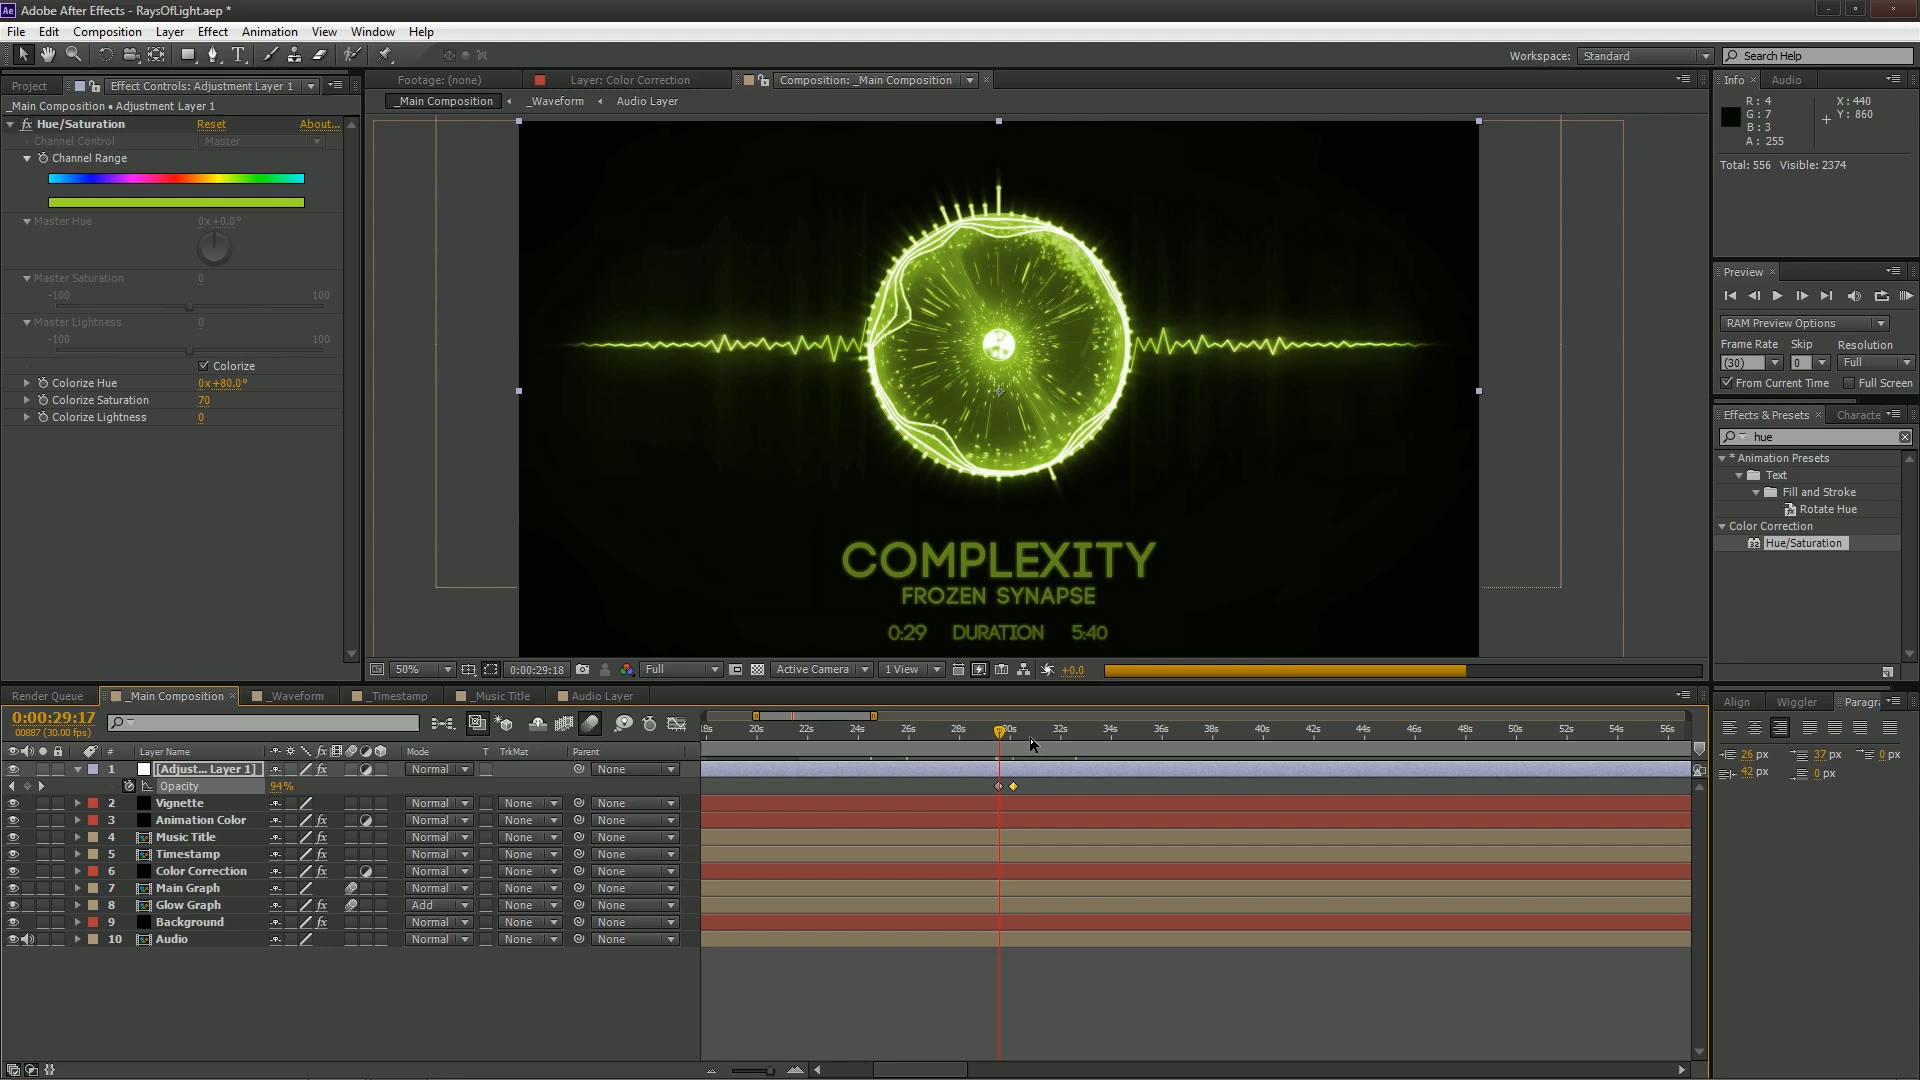 Adobe After Effects - RaysOfLight.aep *
File Edit Composition Layer Effect Animation View Window Help
Workspace: Standard Search Help
Project Effect Controls: Adjustment Layer 1
_Main Composition • Adjustment Layer 1
fx Hue/Saturation Reset About...
Channel Control Master
Channel Range
Master Hue 0x+0.0°
Master Saturation 0
-100 100
Master Lightness 0
-100 100
Colorize
Colorize Hue 0x+80.0°
Colorize Saturation 70
Colorize Lightness 0
Footage: (none) Layer: Color Correction Composition: _Main Composition
_Main Composition _Waveform Audio Layer
COMPLEXITY
FROZEN SYNAPSE
0:29 DURATION 5:40
50% 0:00:29:18 Full Active Camera 1 View +0.0
Info Audio
R: 4 X: 440
G: 7 Y: 860
B: 3
A: 255
Total: 556 Visible: 2374
Preview
RAM Preview Options
Frame Rate Skip Resolution
(30) 0 Full
From Current Time Full Screen
Effects & Presets Characte
hue
* Animation Presets
Text
Fill and Stroke
Rotate Hue
Color Correction
32 Hue/Saturation
Render Queue _Main Composition _Waveform _Timestamp _Music Title Audio Layer
0:00:29:17
00887 (30.00 fps)
# Layer Name fx Mode T TrkMat Parent
20s 22s 24s 26s 28s 30s 32s 34s 36s 38s 40s 42s 44s 46s 48s 50s 52s 54s 56s
1 [Adjust... Layer 1] fx Normal None
Opacity 94%
2 Vignette Normal None None
3 Animation Color fx Normal None None
4 Music Title fx Normal None None
5 Timestamp fx Normal None None
6 Color Correction fx Normal None None
7 Main Graph Normal None None
8 Glow Graph fx Add None None
9 Background fx Normal None None
10 Audio Normal None None
Align Wiggler Paragr
26 px 37 px 0 px
42 px 0 px